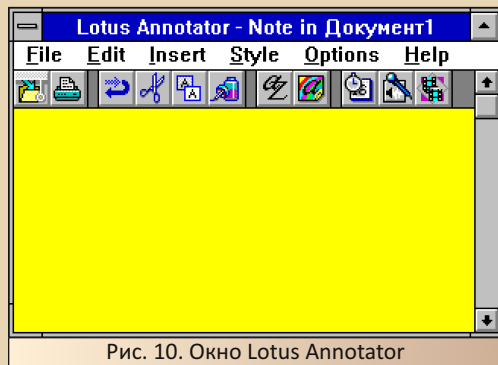 Lotus Annotator - Note in Документ1
File Edit Insert Style Options Help
Рис. 10. Окно Lotus Annotator